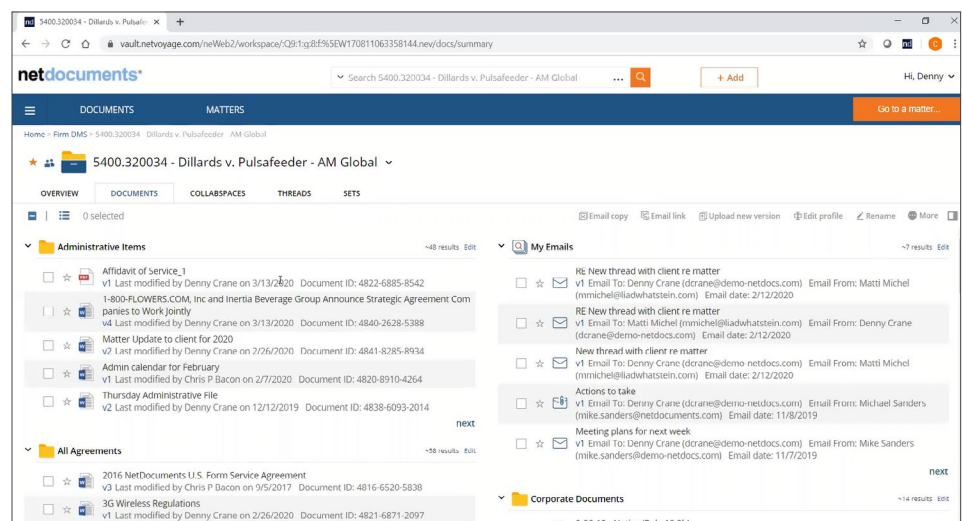 5400.320034 - Dillards v. Pulsafe
vault.netvoyage.com/neWeb2/workspace/:Q9:1:g:8:f:%5EW170811063358144.nev/docs/summary
netdocuments
Search 5400.320034 - Dillards v. Pulsafeeder - AM Global ...
+ Add
Hi, Denny
DOCUMENTS MATTERS
Go to a matter...
Home > Firm DMS > 5400.320034 Dillards v. Pulsafeeder AM Global
5400.320034 - Dillards v. Pulsafeeder - AM Global
OVERVIEW DOCUMENTS COLLABSPACES THREADS SETS
0 selected
Email copy Email link Upload new version Edit profile Rename More
Administrative Items ~48 results Edit
Affidavit of Service_1
v1 Last modified by Denny Crane on 3/13/2020 Document ID: 4822-6885-8542
1-800-FLOWERS.COM, Inc and Inertia Beverage Group Announce Strategic Agreement Com
panies to Work Jointly
v4 Last modified by Denny Crane on 3/13/2020 Document ID: 4840-2628-5388
Matter Update to client for 2020
v2 Last modified by Denny Crane on 2/26/2020 Document ID: 4841-8285-8934
Admin calendar for February
v1 Last modified by Chris P Bacon on 2/7/2020 Document ID: 4820-8910-4264
Thursday Administrative File
v2 Last modified by Denny Crane on 12/12/2019 Document ID: 4838-6093-2014
next
All Agreements ~58 results Edit
2016 NetDocuments U.S. Form Service Agreement
v3 Last modified by Chris P Bacon on 9/5/2017 Document ID: 4816-6520-5838
3G Wireless Regulations
v1 Last modified by Denny Crane on 2/26/2020 Document ID: 4821-6871-2097
My Emails ~7 results Edit
RE New thread with client re matter
v1 Email To: Denny Crane (dcrane@demo-netdocs.com) Email From: Matti Michel
(mmichel@liadwhatstein.com) Email date: 2/12/2020
RE New thread with client re matter
v1 Email To: Matti Michel (mmichel@liadwhatstein.com) Email From: Denny Crane
(dcrane@demo-netdocs.com) Email date: 2/12/2020
New thread with client re matter
v1 Email To: Denny Crane (dcrane@demo-netdocs.com) Email From: Matti Michel
(mmichel@liadwhatstein.com) Email date: 2/12/2020
Actions to take
v1 Email To: Denny Crane (dcrane@demo-netdocs.com) Email From: Michael Sanders
(mike.sanders@netdocuments.com) Email date: 11/8/2019
Meeting plans for next week
v1 Email To: Denny Crane (dcrane@demo-netdocs.com) Email From: Mike Sanders
(mike.sanders@demo-netdocs.com) Email date: 11/7/2019
next
Corporate Documents ~14 results Edit